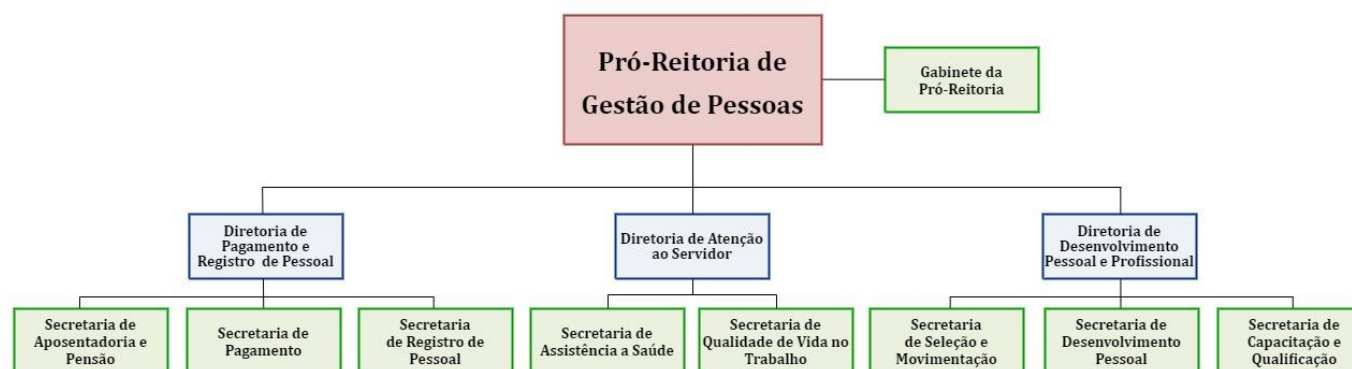 Pró-Reitoria de
Gestão de Pessoas
Gabinete da
Pró-Reitoria
Diretoria de
Pagamento e
Registro de Pessoal
Diretoria de Atenção
ao Servidor
Diretoria de
Desenvolvimento
Pessoal e Profissional
Secretaria de
Aposentadoria e
Pensão
Secretaria de
Pagamento
Secretaria
de Registro de
Pessoal
Secretaria de
Assistência a Saúde
Secretaria de
Qualidade de Vida no
Trabalho
Secretaria
de Seleção e
Movimentação
Secretaria de
Desenvolvimento
Pessoal
Secretaria de
Capacitação e
Qualificação